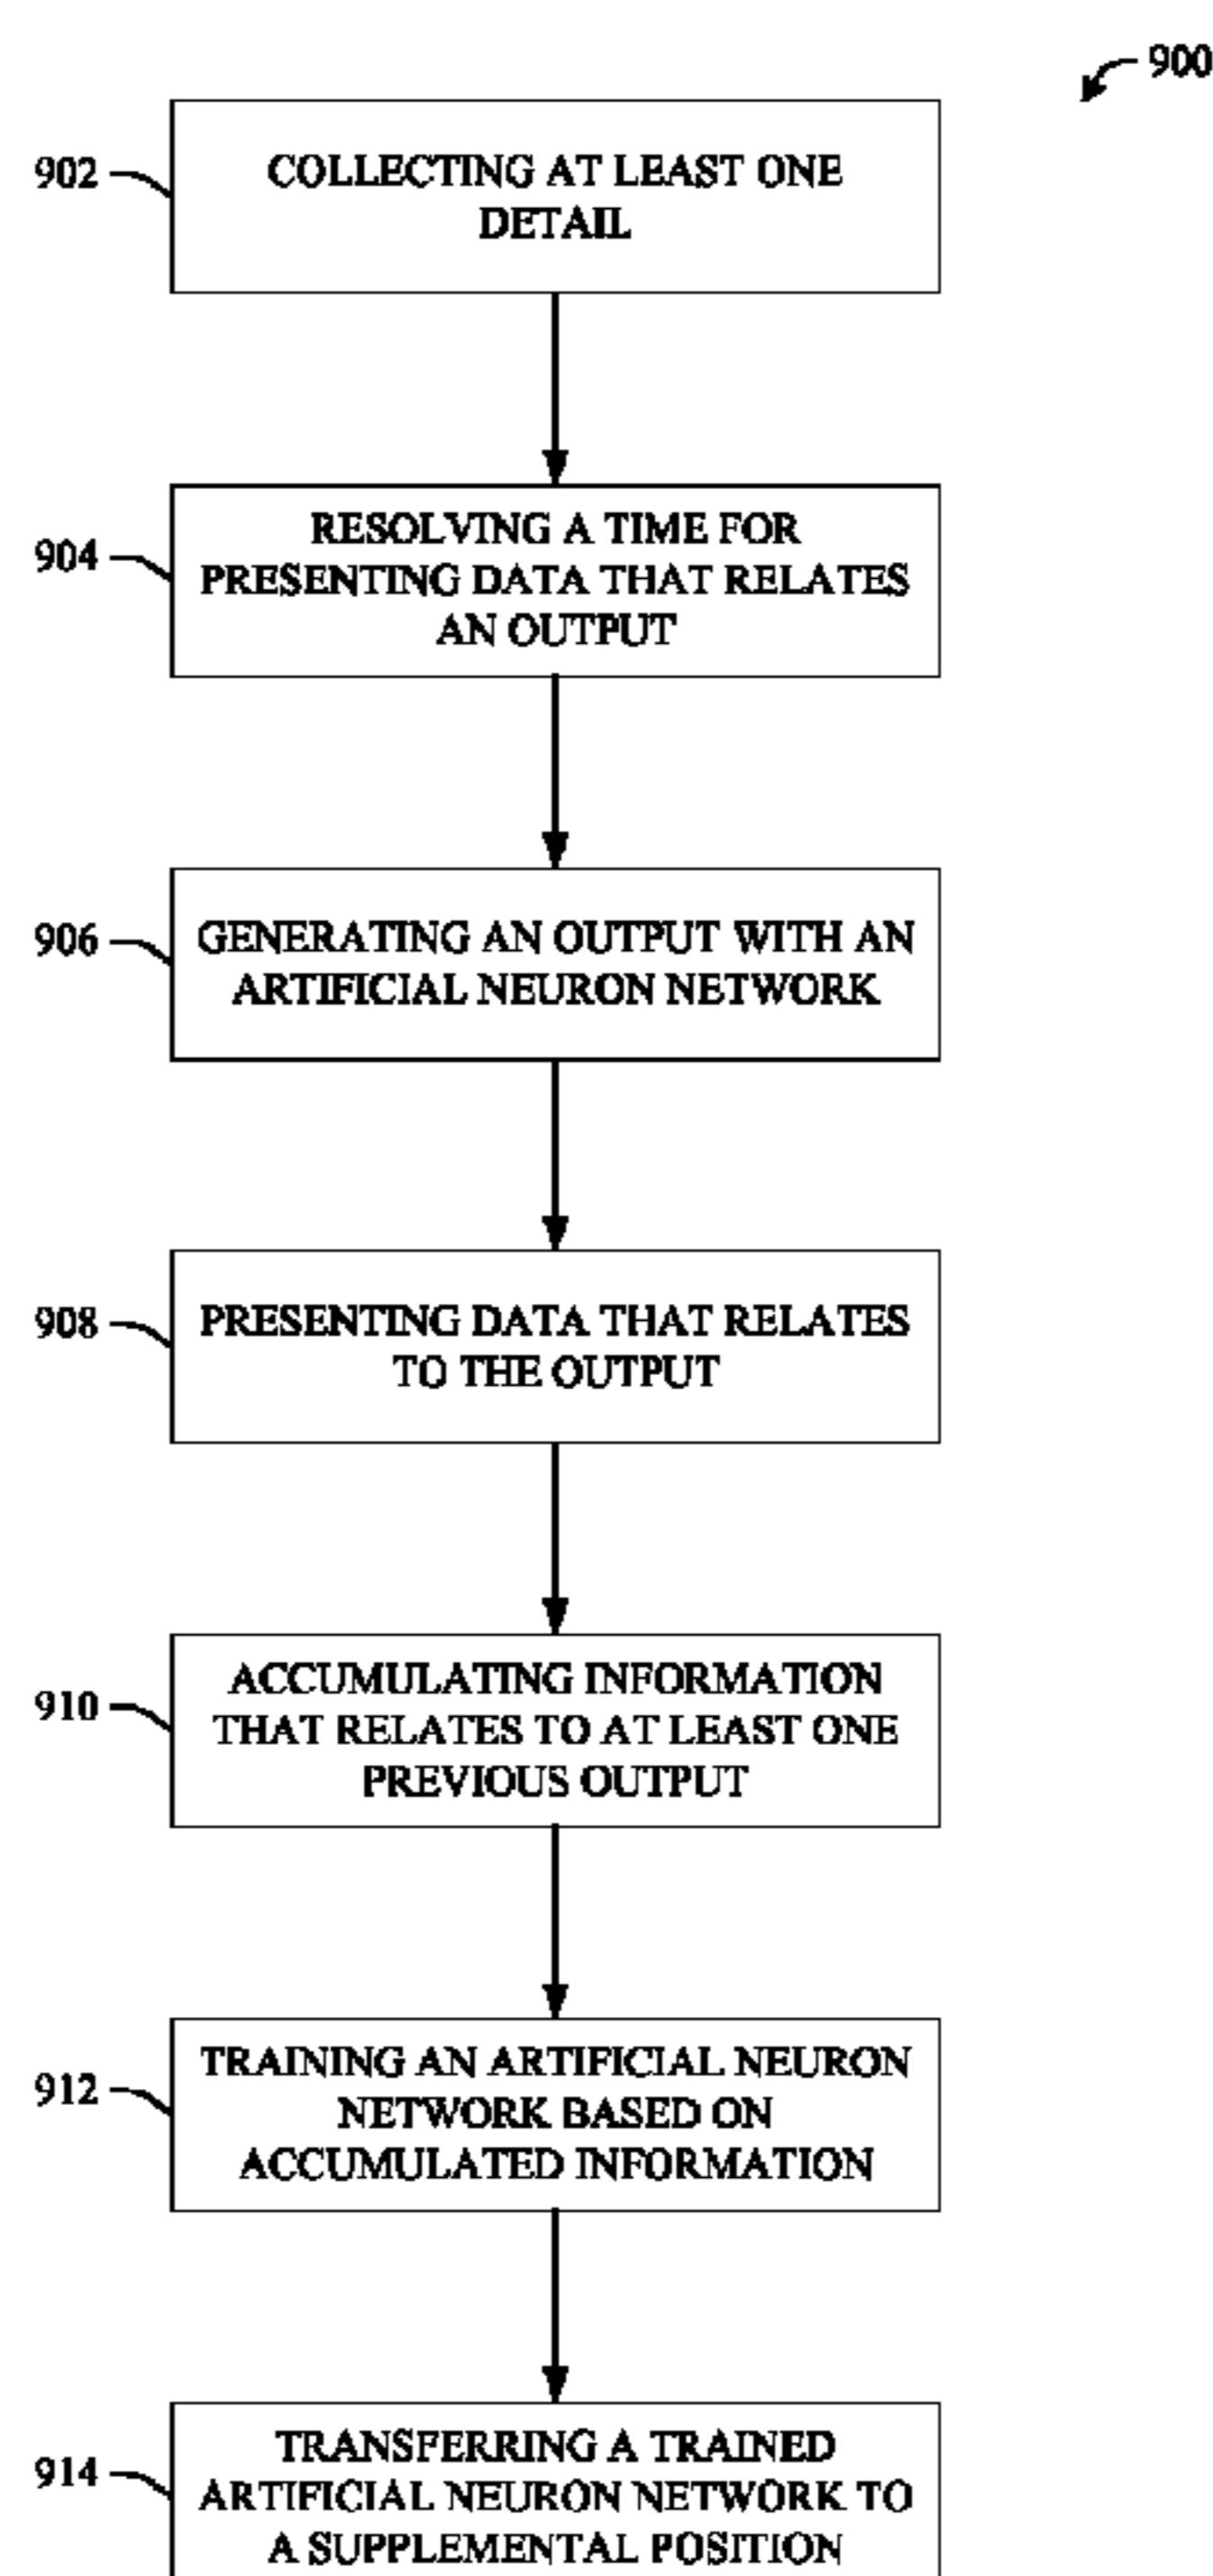 900
902
COLLECTING AT LEAST ONE
DETAIL
904
RESOLVING A TIME FOR
PRESENTING DATA THAT RELATES
AN OUTPUT
906
GENERATING AN OUTPUT WITH AN
ARTIFICIAL NEURON NETWORK
908
PRESENTING DATA THAT RELATES
TO THE OUTPUT
910
ACCUMULATING INFORMATION
THAT RELATES TO AT LEAST ONE
PREVIOUS OUTPUT
912
TRAINING AN ARTIFICIAL NEURON
NETWORK BASED ON
ACCUMULATED INFORMATION
914
TRANSFERRING A TRAINED
ARTIFICIAL NEURON NETWORK TO
A SUPPLEMENTAL POSITION